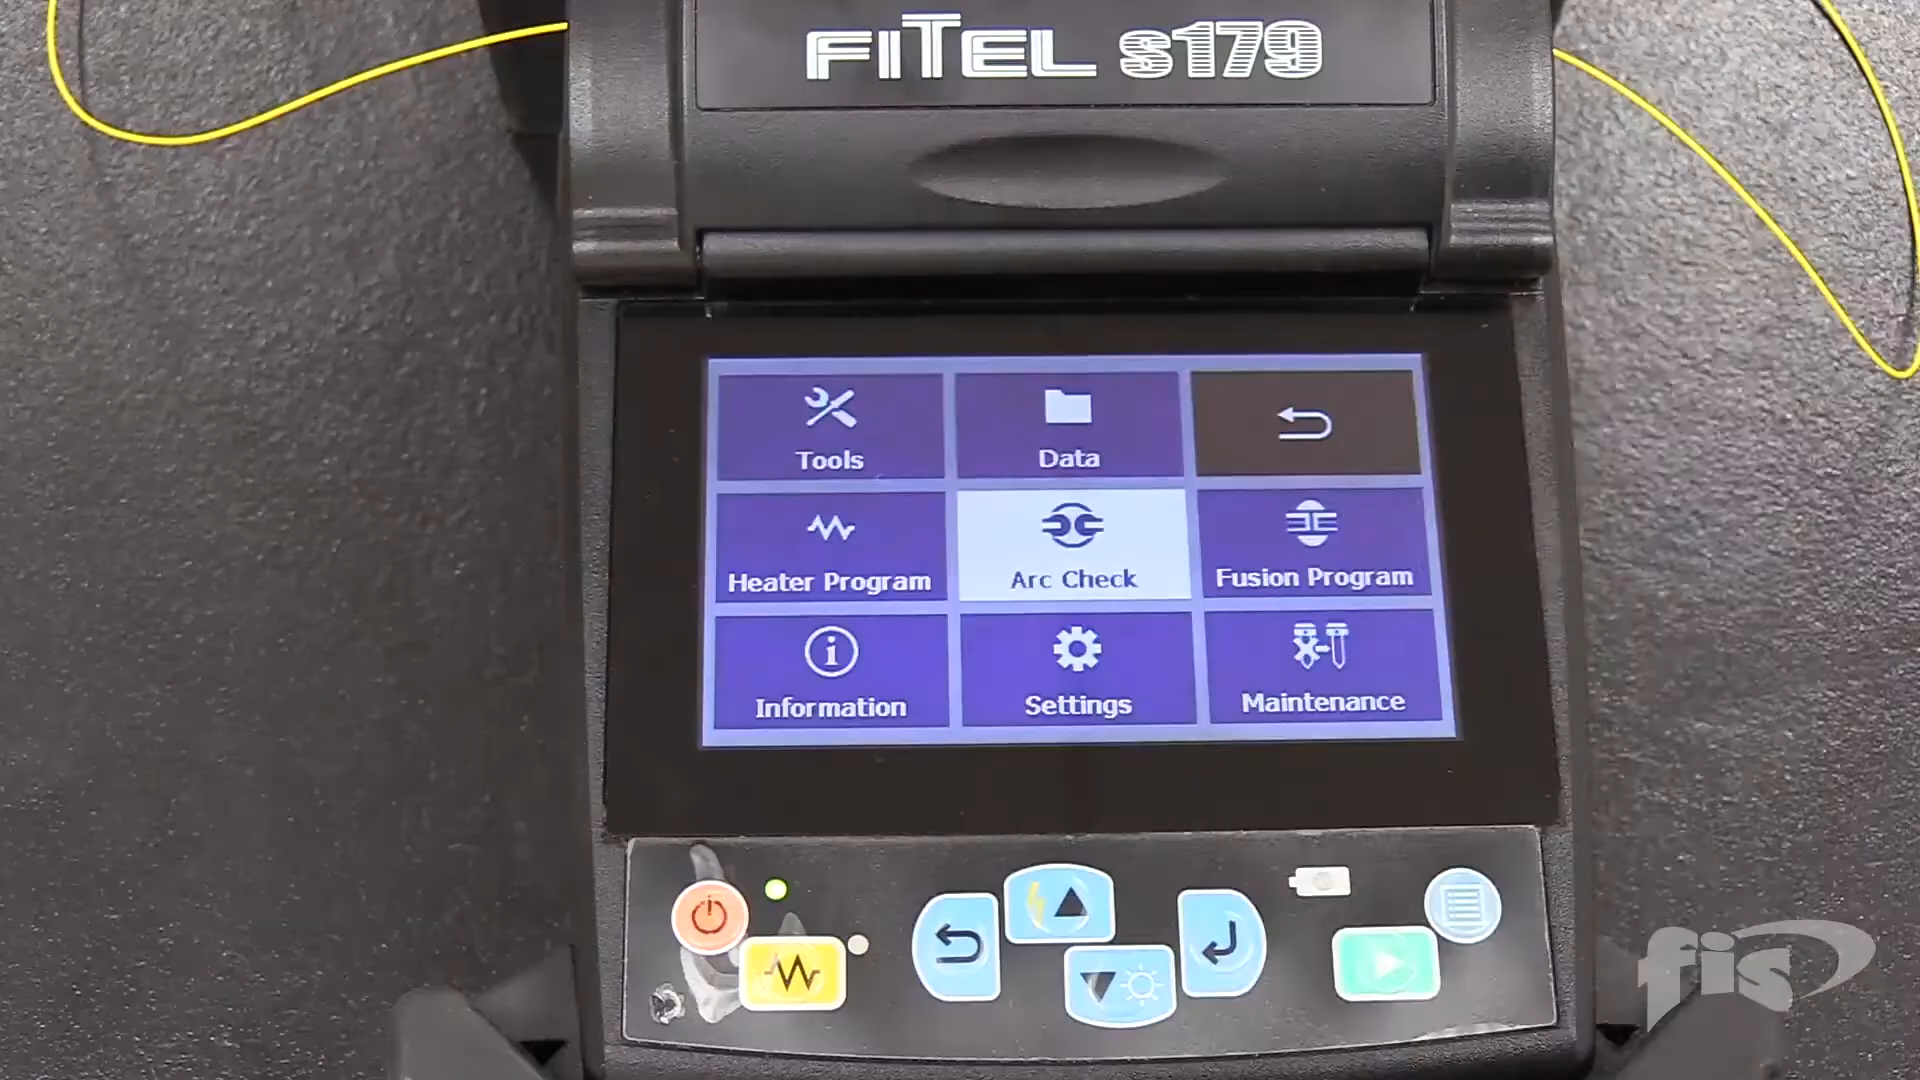 FITEL S179
Tools
Data
Heater Program
Arc Check
Fusion Program
Information
Settings
Maintenance
fis